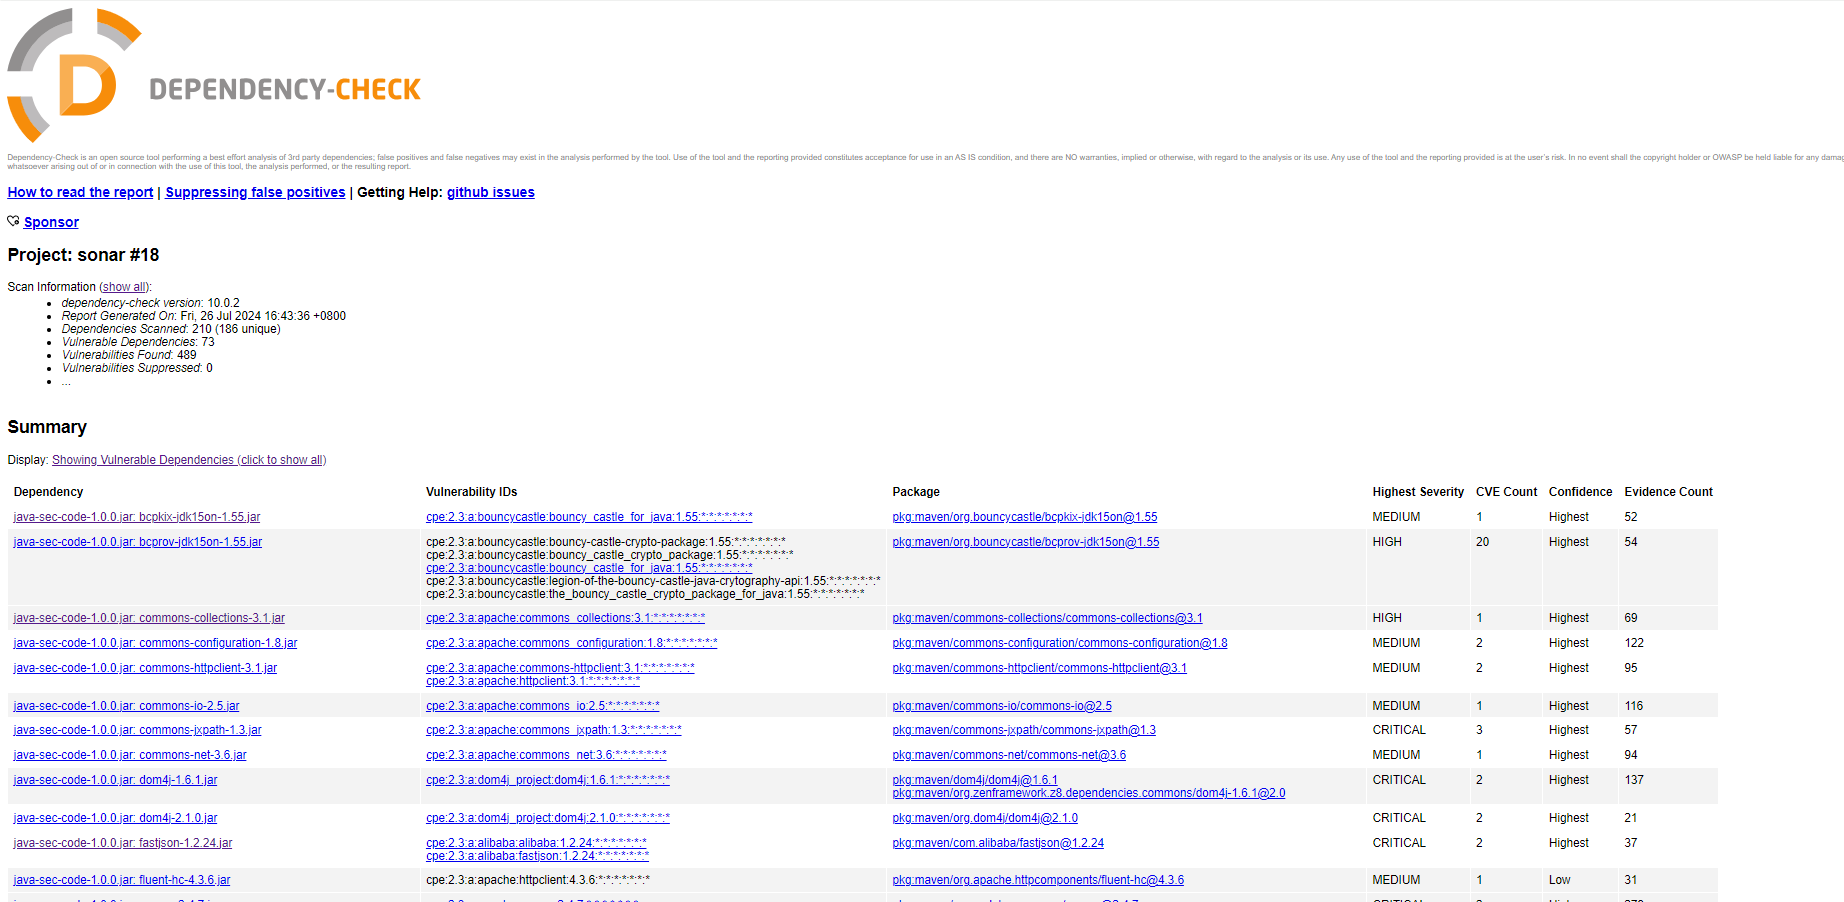 D
DEPENDENCY-CHECK
Dependency-Check is an open source tool performing a best effort analysis of 3rd party dependencies; false positives and false negatives may exist in the analysis performed by the tool. Use of the tool and the reporting provided constitutes acceptance for use in an AS IS condition, and there are NO warranties, implied or otherwise, with regard to the analysis or its use. Any use of the tool and the reporting provided is at the user's risk. In no event shall the copyright holder or OWASP be held liable for any
whatsoever arising out of or in connection with the use of this tool, the analysis performed, or the resulting report.
How to read the report | Suppressing false positives | Getting Help: github issues
Sponsor
Project: sonar #18
Scan Information (show all):
dependency-check version: 10.0.2
Report Generated On: Fri, 26 Jul 2024 16:43:36 +0800
Dependencies Scanned: 210 (186 unique)
Vulnerable Dependencies: 73
Vulnerabilities Found: 489
Vulnerabilities Suppressed: 0
...
Summary
Display: Showing Vulnerable Dependencies (click to show all)
Dependency Vulnerability IDs Package Highest Severity CVE Count Confidence Evidence Count
java-sec-code-1.0.0.jar: bcpkix-jdk15on-1.55.jar cpe:2.3:a:bouncycastle:bouncy_castle_for_java:1.55:*:*:*:*:*:*:* pkg:maven/org.bouncycastle/bcpkix-jdk15on@1.55 MEDIUM 1 Highest 52
java-sec-code-1.0.0.jar: bcprov-jdk15on-1.55.jar cpe:2.3:a:bouncycastle:bouncy-castle-crypto-package:1.55:*:*:*:*:*:*:* pkg:maven/org.bouncycastle/bcprov-jdk15on@1.55 HIGH 20 Highest 54
cpe:2.3:a:bouncycastle:bouncy_castle_crypto_package:1.55:*:*:*:*:*:*:*
cpe:2.3:a:bouncycastle:bouncy_castle_for_java:1.55:*:*:*:*:*:*:*
cpe:2.3:a:bouncycastle:legion-of-the-bouncy-castle-java-crytography-api:1.55:*:*:*:*:*:*:*
cpe:2.3:a:bouncycastle:the_bouncy_castle_crypto_package_for_java:1.55:*:*:*:*:*:*:*
java-sec-code-1.0.0.jar: commons-collections-3.1.jar cpe:2.3:a:apache:commons_collections:3.1:*:*:*:*:*:*:* pkg:maven/commons-collections/commons-collections@3.1 HIGH 1 Highest 69
java-sec-code-1.0.0.jar: commons-configuration-1.8.jar cpe:2.3:a:apache:commons_configuration:1.8:*:*:*:*:*:*:* pkg:maven/commons-configuration/commons-configuration@1.8 MEDIUM 2 Highest 122
java-sec-code-1.0.0.jar: commons-httpclient-3.1.jar cpe:2.3:a:apache:commons-httpclient:3.1:*:*:*:*:*:*:* pkg:maven/commons-httpclient/commons-httpclient@3.1 MEDIUM 2 Highest 95
cpe:2.3:a:apache:httpclient:3.1:*:*:*:*:*:*:*
java-sec-code-1.0.0.jar: commons-io-2.5.jar cpe:2.3:a:apache:commons_io:2.5:*:*:*:*:*:*:* pkg:maven/commons-io/commons-io@2.5 MEDIUM 1 Highest 116
java-sec-code-1.0.0.jar: commons-jxpath-1.3.jar cpe:2.3:a:apache:commons_jxpath:1.3:*:*:*:*:*:*:* pkg:maven/commons-jxpath/commons-jxpath@1.3 CRITICAL 3 Highest 57
java-sec-code-1.0.0.jar: commons-net-3.6.jar cpe:2.3:a:apache:commons_net:3.6:*:*:*:*:*:*:* pkg:maven/commons-net/commons-net@3.6 MEDIUM 1 Highest 94
java-sec-code-1.0.0.jar: dom4j-1.6.1.jar cpe:2.3:a:dom4j_project:dom4j:1.6.1:*:*:*:*:*:*:* pkg:maven/dom4j/dom4j@1.6.1 CRITICAL 2 Highest 137
pkg:maven/org.zenframework.z8.dependencies.commons/dom4j-1.6.1@2.0
java-sec-code-1.0.0.jar: dom4j-2.1.0.jar cpe:2.3:a:dom4j_project:dom4j:2.1.0:*:*:*:*:*:*:* pkg:maven/org.dom4j/dom4j@2.1.0 CRITICAL 2 Highest 21
java-sec-code-1.0.0.jar: fastjson-1.2.24.jar cpe:2.3:a:alibaba:alibaba:1.2.24:*:*:*:*:*:*:* pkg:maven/com.alibaba/fastjson@1.2.24 CRITICAL 2 Highest 37
cpe:2.3:a:alibaba:fastjson:1.2.24:*:*:*:*:*:*:*
java-sec-code-1.0.0.jar: fluent-hc-4.3.6.jar cpe:2.3:a:apache:httpclient:4.3.6:*:*:*:*:*:*:* pkg:maven/org.apache.httpcomponents/fluent-hc@4.3.6 MEDIUM 1 Low 31